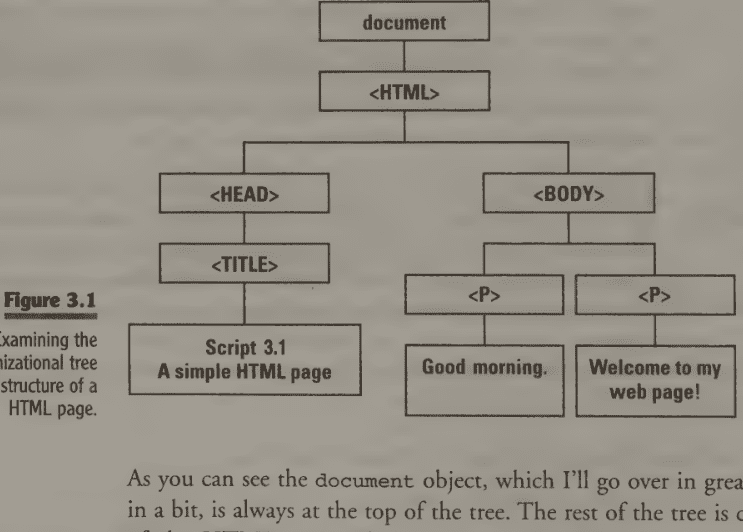 document
<HTML>
<HEAD>
<BODY>
<TITLE>
<P>
<P>
Script 3.1
A simple HTML page
Good morning.
Welcome to my
web page!
Figure 3.1
Examining the
tree
structure of a
HTML page.
As you can see the document object, which I'll go over in
in a bit, is always at the top of the tree. The rest of the tree is